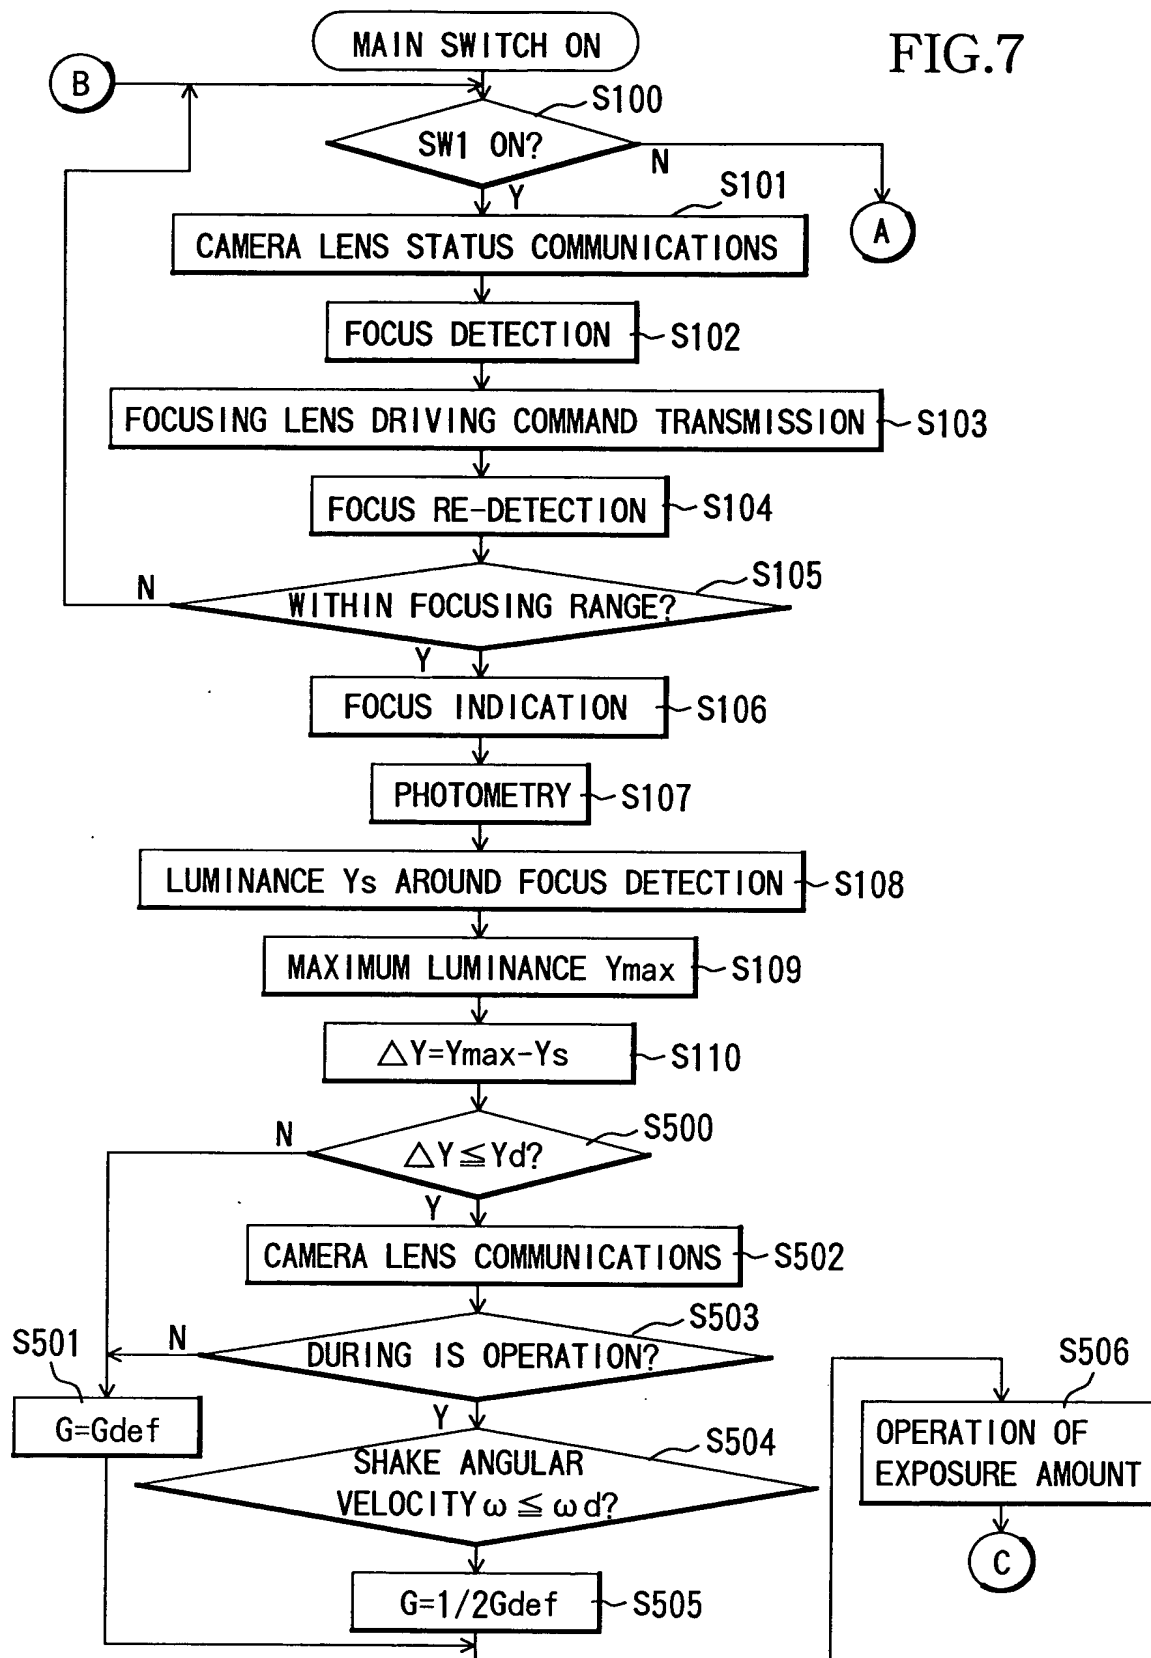 FIG.7
MAIN SWITCH ON
B
S100
SW1 ON?
N
Y
A
S101
CAMERA LENS STATUS COMMUNICATIONS
FOCUS DETECTION
S102
FOCUSING LENS DRIVING COMMAND TRANSMISSION
S103
FOCUS RE-DETECTION
S104
S105
N
WITHIN FOCUSING RANGE?
Y
FOCUS INDICATION
S106
PHOTOMETRY
S107
LUMINANCE Ys AROUND FOCUS DETECTION
S108
MAXIMUM LUMINANCE Ymax
S109
△Y=Ymax-Ys
S110
S500
N
△Y≦Yd?
Y
CAMERA LENS COMMUNICATIONS
S502
S503
N
DURING IS OPERATION?
Y
S501
G=Gdef
S504
SHAKE ANGULAR
VELOCITY ω ≦ ωd?
G=1/2Gdef
S505
S506
OPERATION OF
EXPOSURE AMOUNT
C